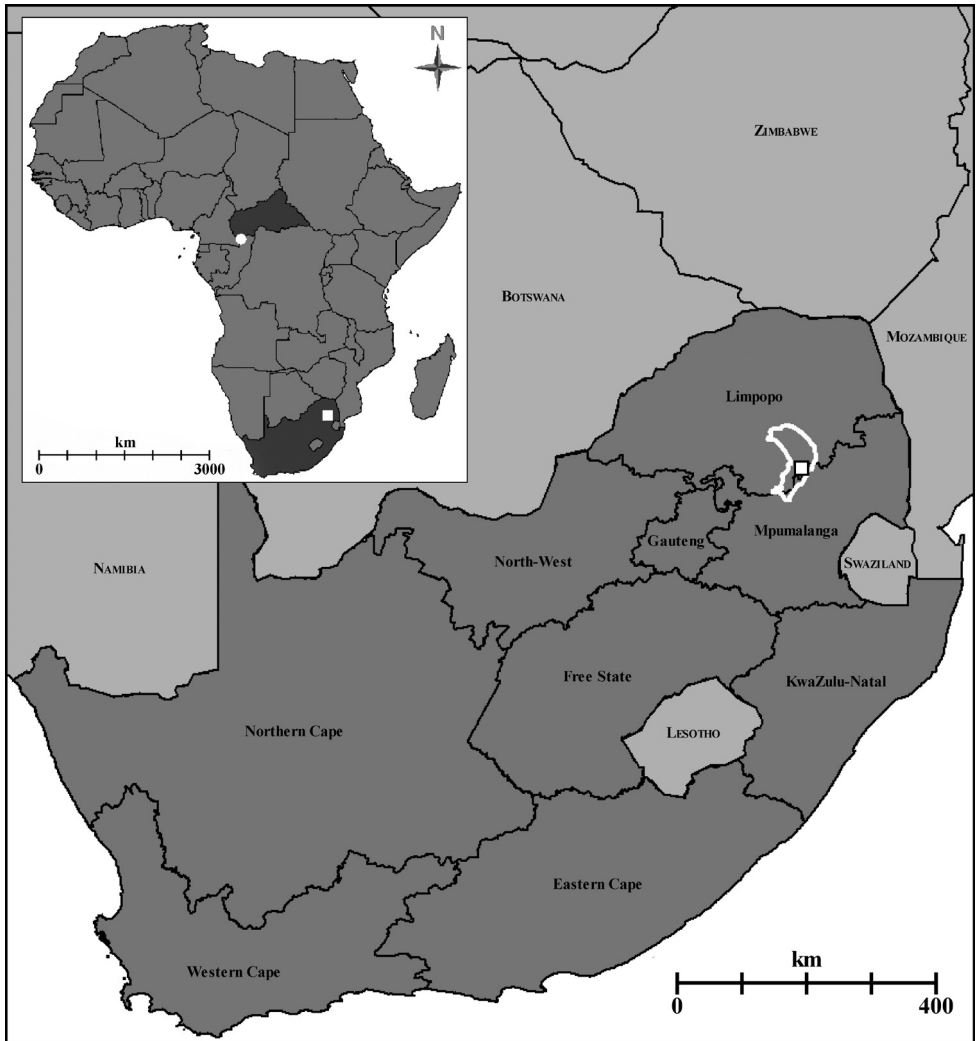 N
km
0 3000
ZIMBABWE
BOTSWANA
MOZAMBIQUE
Limpopo
Gauteng
Mpumalanga
North-West
SWAZILAND
NAMIBIA
Free State
KwaZulu-Natal
Northern Cape
LESOTHO
Eastern Cape
Western Cape
km
0 400